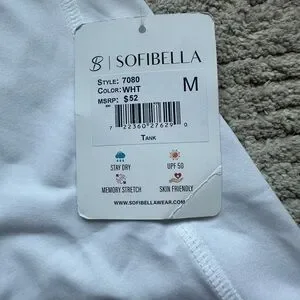 SB | SOFIBELLA
STYLE: 7080
COLOR: WHT
MSRP: $52
M
7 22360 27629 0
TANK
STAY DRY
UPF 50
MEMORY STRETCH
SKIN FRIENDLY
WWW.SOFIBELLAWEAR.COM